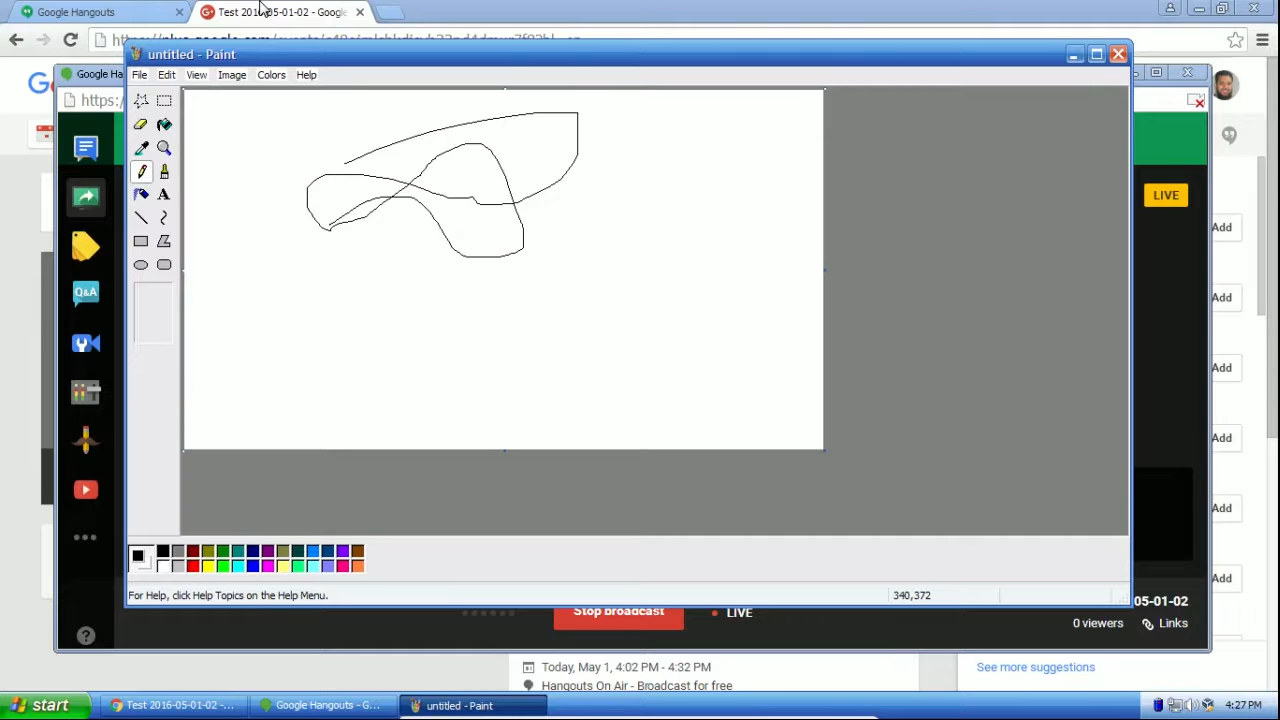 Google Hangouts
Test 2016-05-01-02 - Google
untitled - Paint
File Edit View Image Colors Help
Google
https:/
LIVE
Add
Add
Add
Add
Add
Add
Q&A
For Help, click Help Topics on the Help Menu.
340,372
Stop broadcast
LIVE
05-01-02
0 viewers
Links
Today, May 1, 4:02 PM - 4:32 PM
Hangouts On Air - Broadcast for free
See more suggestions
start
Test 2016-05-01-02 -...
Google Hangouts - G...
untitled - Paint
4:27 PM